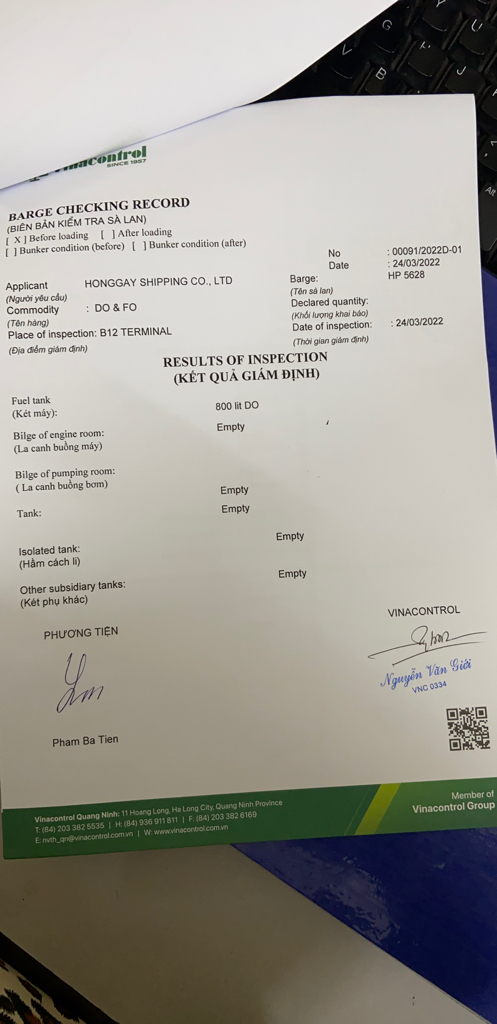 Vinacontrol
SINCE 1957
BARGE CHECKING RECORD
(BIÊN BẢN KIỂM TRA SÀ LAN)
[ X ] Before loading [ ] After loading
[ ] Bunker condition (before) [ ] Bunker condition (after)
No : 00091/2022D-01
Date : 24/03/2022
Applicant HONGGAY SHIPPING CO., LTD
(Người yêu cầu)
Barge: HP 5628
(Tên sà lan)
Commodity : DO & FO
(Tên hàng)
Declared quantity:
(Khối lượng khai báo)
Place of inspection: B12 TERMINAL
(Địa điểm giám định)
Date of inspection: : 24/03/2022
(Thời gian giám định)
RESULTS OF INSPECTION
(KẾT QUẢ GIÁM ĐỊNH)
Fuel tank 800 lit DO
(Két máy):
Bilge of engine room: Empty
(La canh buồng máy)
Bilge of pumping room: Empty
( La canh buồng bơm)
Tank: Empty
Isolated tank: Empty
(Hầm cách li)
Other subsidiary tanks: Empty
(Két phụ khác)
PHƯƠNG TIỆN
VINACONTROL
Nguyễn Văn Giới
VNC 0334
Pham Ba Tien
Vinacontrol Quang Ninh: 11 Hoang Long, Ha Long City, Quang Ninh Province
T: (84) 203 382 5535 | H: (84) 936 911 811 | F: (84) 203 382 6169
E: nvth_qn@vinacontrol.com.vn | W: www.vinacontrol.com.vn
Member of
Vinacontrol Group
G
U
V
B
J
Alt